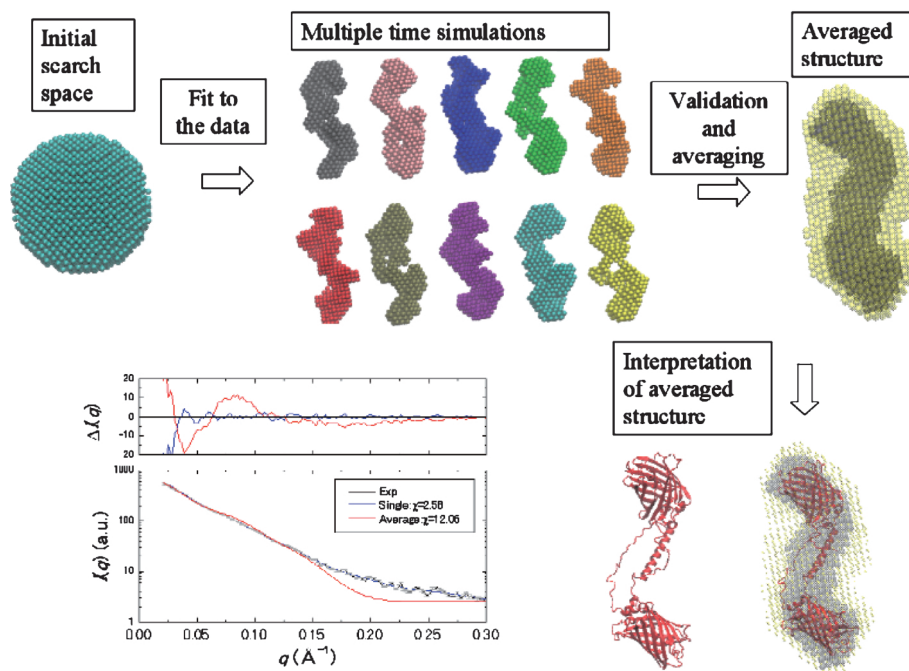 Initial
search
space
Fit to
the data
Multiple time simulations
Validation
and
averaging
Averaged
structure
Interpretation
of averaged
structure
20
10
0
-10
-20
ΔI(q)
1000
100
10
1
I(q) (a.u.)
Exp
Single:χ=2.58
Average:χ=12.06
0.00 0.05 0.10 0.15 0.20 0.25 0.30
q (Å⁻¹)